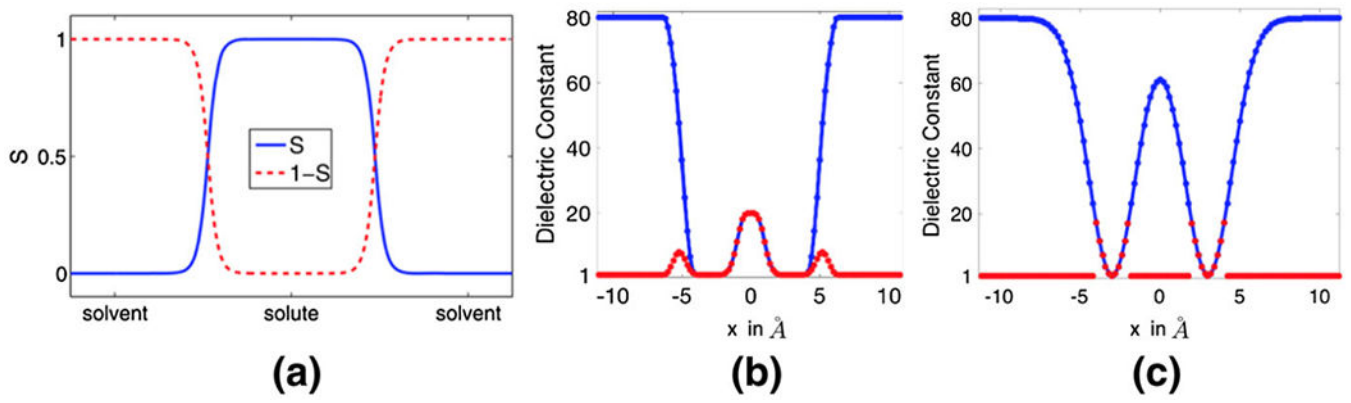 S
1
0.5
0
S
1-S
solvent
solute
solvent
(a)
Dielectric Constant
80
60
40
20
1
-10
-5
0
5
10
x in Å
(b)
Dielectric Constant
80
60
40
20
1
-10
-5
0
5
10
x in Å
(c)